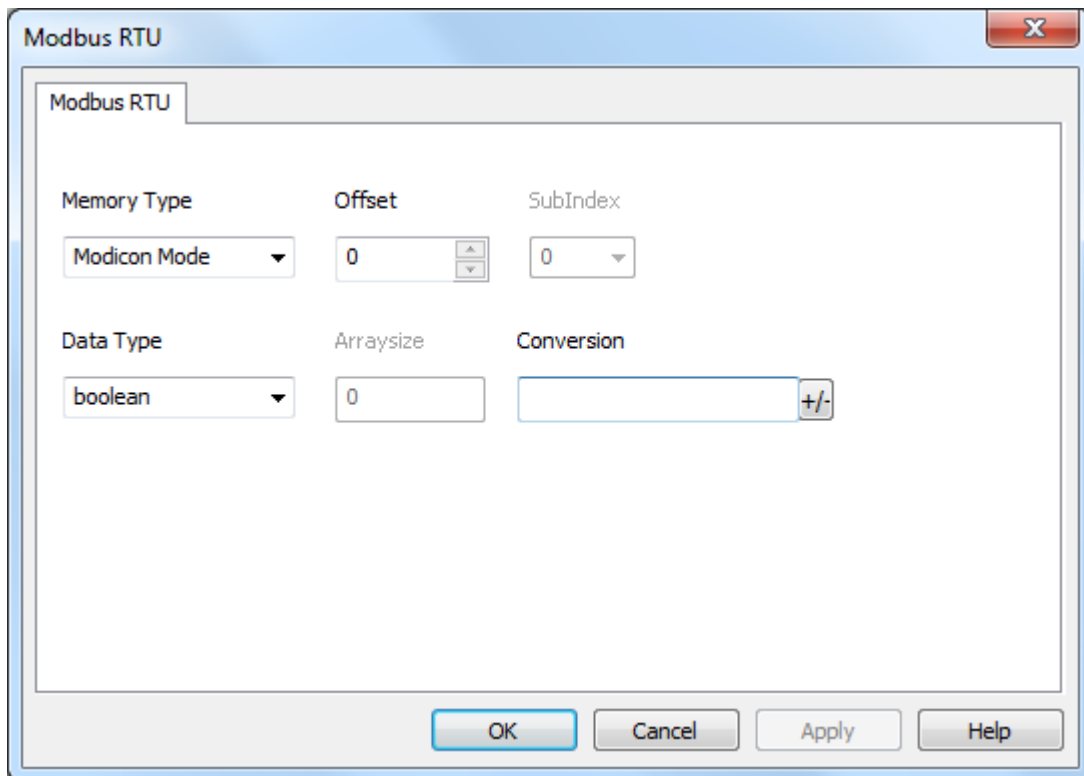 Modbus RTU
Modbus RTU
Memory Type Offset SubIndex
Modicon Mode 0 0
Data Type Arraysize Conversion
boolean 0 +/-
OK Cancel Apply Help